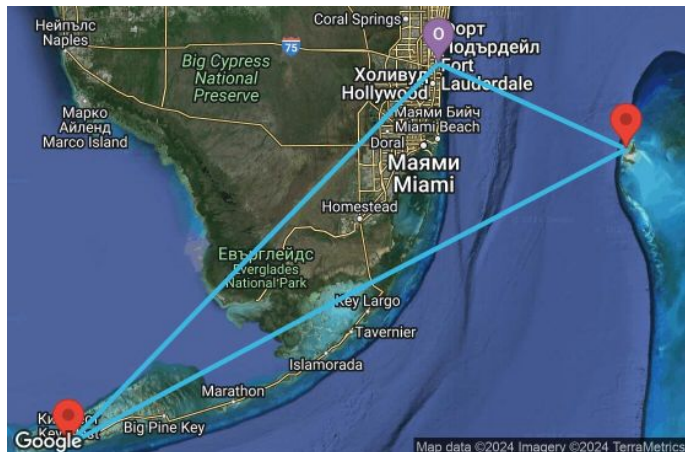 Coral Springs
Нейпълс
Naples
75
Big Cypress
National
Preserve
O
Подърдейл
Fort
Lauderdale
Холивуд
Hollywood
Марко
Айленд
Marco Island
Маями Бийч
Miami Beach
Doral
Маями
Miami
Homestead
Евърглейдс
Everglades
National Park
Key Largo
Tavernier
Islamorada
Marathon
Big Pine Key
Google
Map data ©2024 Imagery ©2024 TerraMetrics